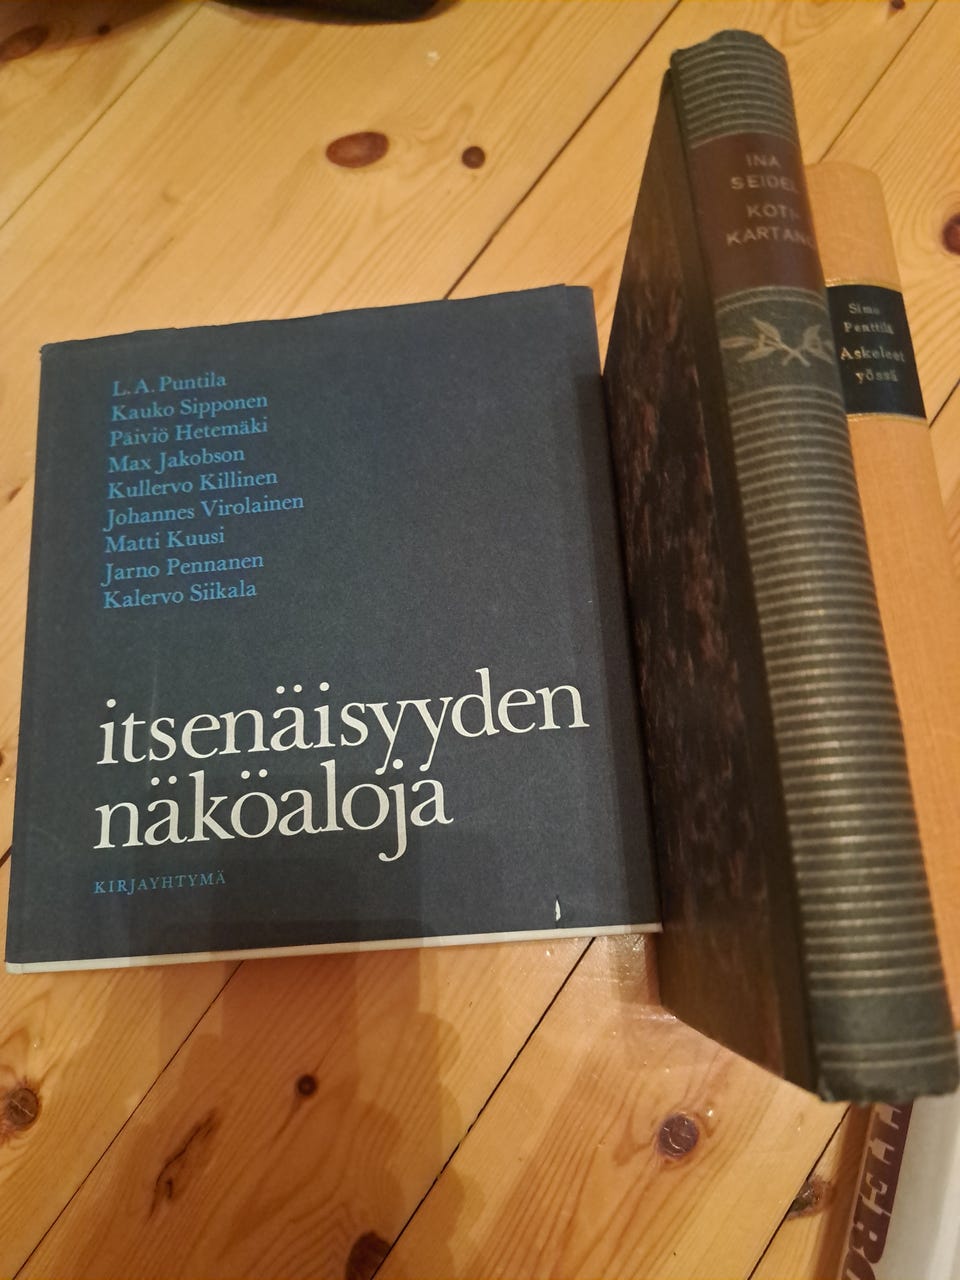 L. A. Puntila
Kauko Sipponen
Päiviö Hetemäki
Max Jakobson
Kullervo Killinen
Johannes Virolainen
Matti Kuusi
Jarno Pennanen
Kalervo Siikala
itsenäisyyden
näköaloja
KIRJAYHTYMÄ
INA
SEIDEL
KOTI-
KARTANO
Simo
Penttilä
Askeleet
yössä